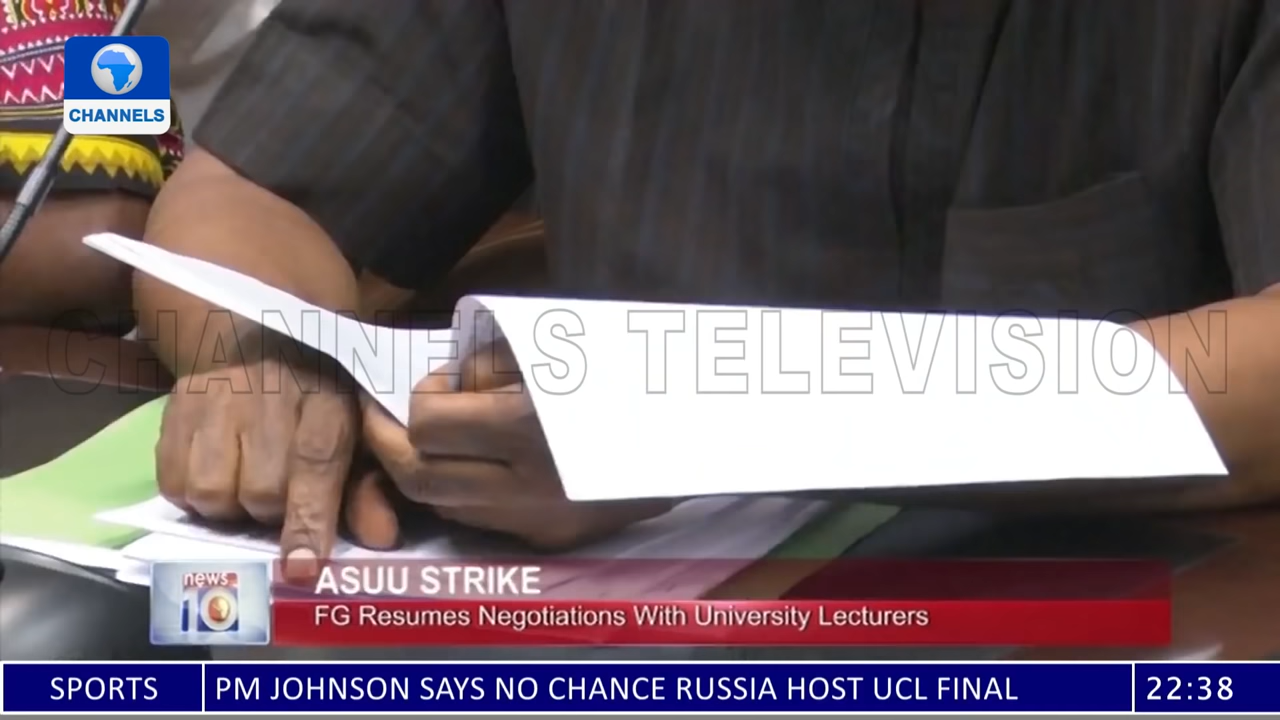 CHANNELS
CHANNELS TELEVISION
news
10
ASUU STRIKE
FG Resumes Negotiations With University Lecturers
SPORTS
PM JOHNSON SAYS NO CHANCE RUSSIA HOST UCL FINAL
22:38